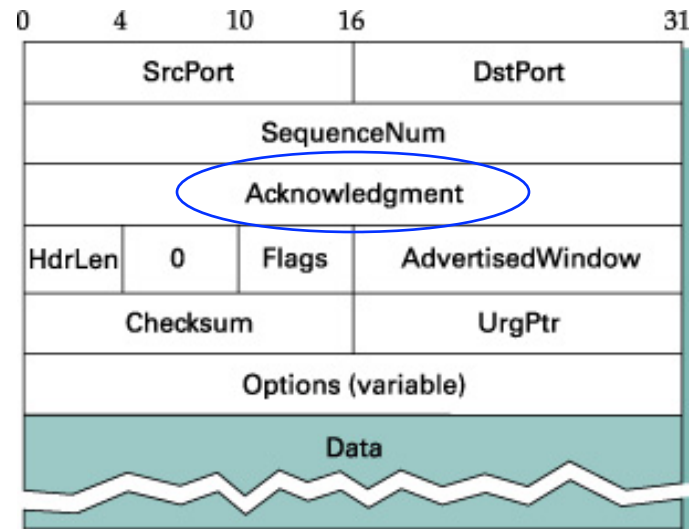 0 4 10 16 31
SrcPort DstPort
SequenceNum
Acknowledgment
HdrLen 0 Flags AdvertisedWindow
Checksum UrgPtr
Options (variable)
Data